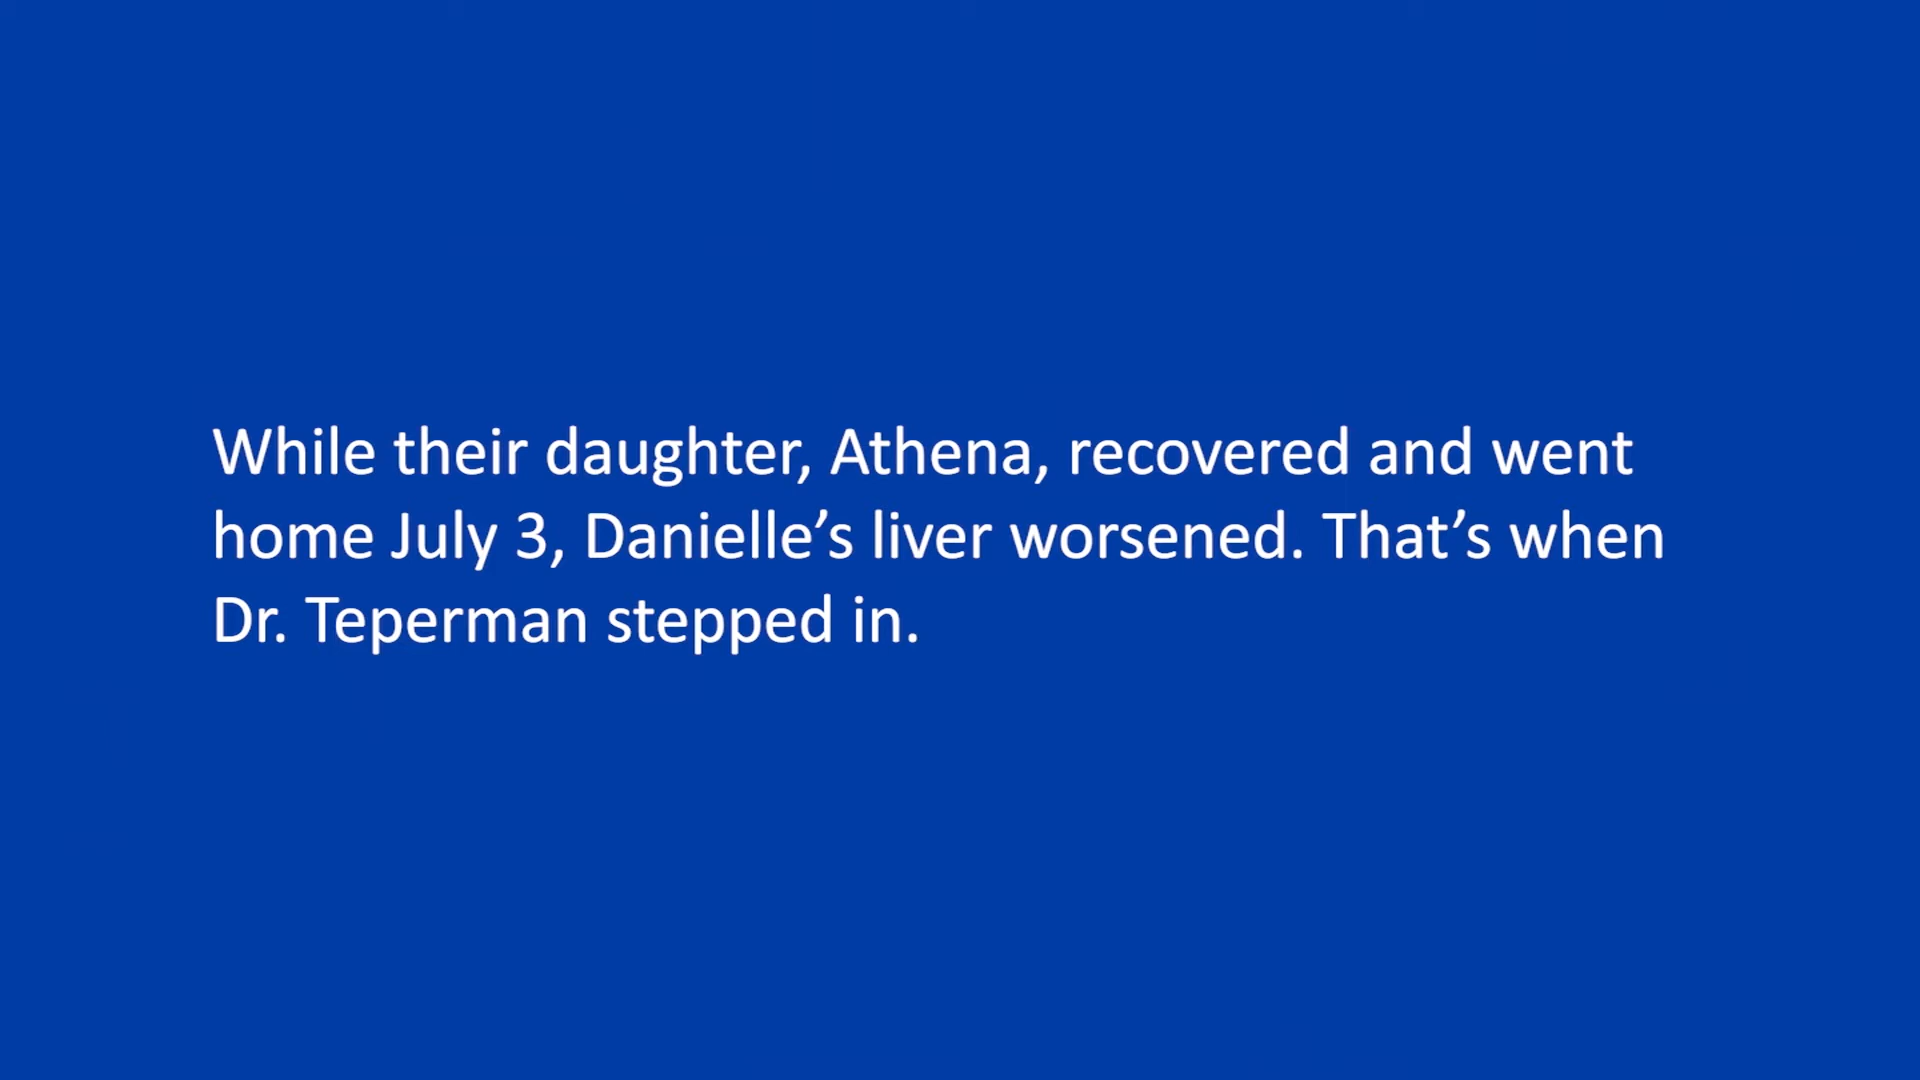 While their daughter, Athena, recovered and went
home July 3, Danielle’s liver worsened. That’s when
Dr. Teperman stepped in.